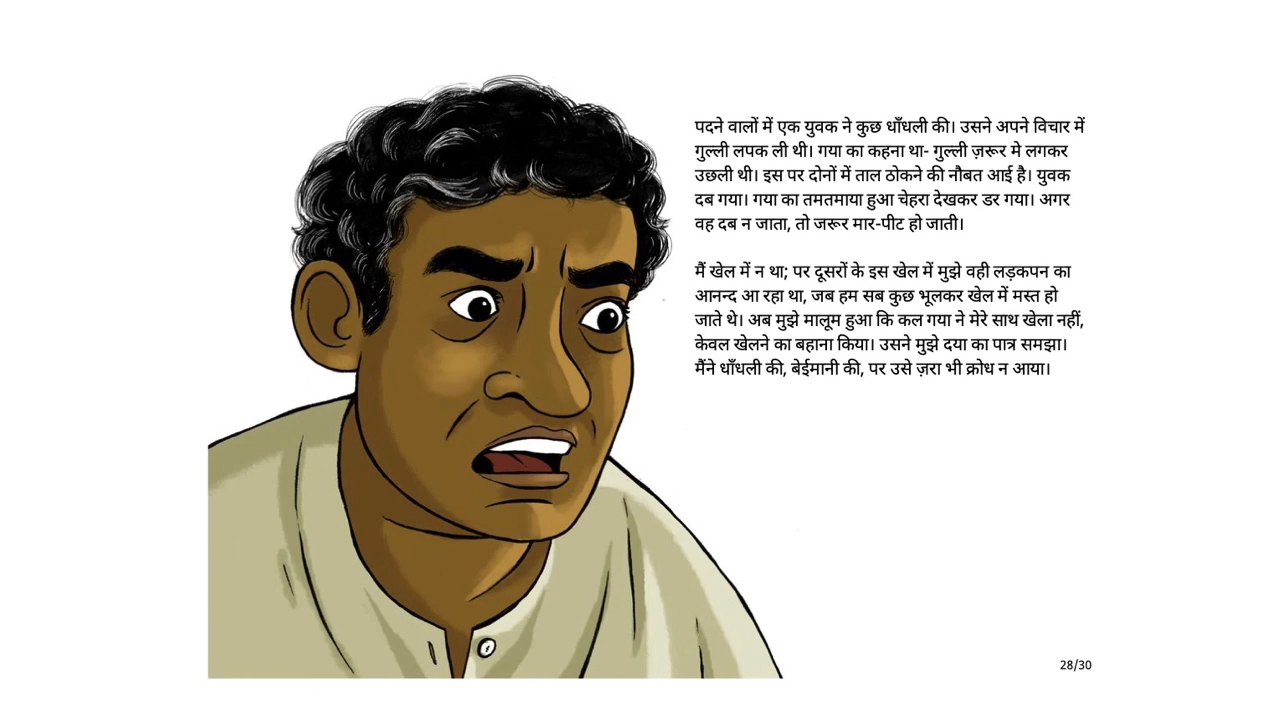 पदने वालों में एक युवक ने कुछ धाँधली की। उसने अपने विचार में
गुल्ली लपक ली थी। गया का कहना था- गुल्ली ज़रूर मे लगकर
उछली थी। इस पर दोनों में ताल ठोकने की नौबत आई है। युवक
दब गया। गया का तमतमाया हुआ चेहरा देखकर डर गया। अगर
वह दब न जाता, तो जरूर मार-पीट हो जाती।
मैं खेल में न था; पर दूसरों के इस खेल में मुझे वही लड़कपन का
आनन्द आ रहा था, जब हम सब कुछ भूलकर खेल में मस्त हो
जाते थे। अब मुझे मालूम हुआ कि कल गया ने मेरे साथ खेला नहीं,
केवल खेलने का बहाना किया। उसने मुझे दया का पात्र समझा।
मैंने धाँधली की, बेईमानी की, पर उसे ज़रा भी क्रोध न आया।
28/30